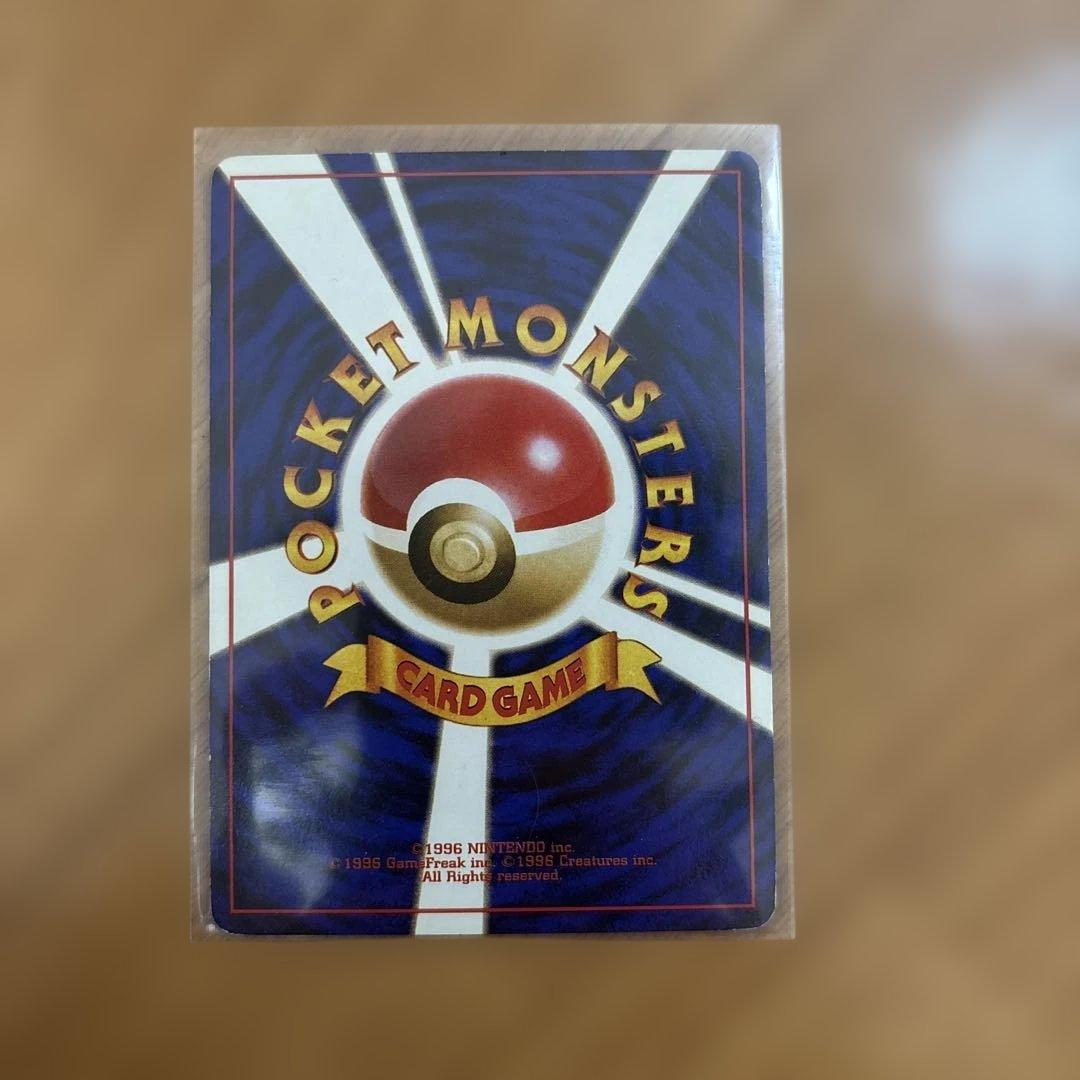 POCKET MONSTERS
CARD GAME
©1996 NINTENDO inc.
©1996 GameFreak inc. ©1996 Creatures inc.
All Rights reserved.